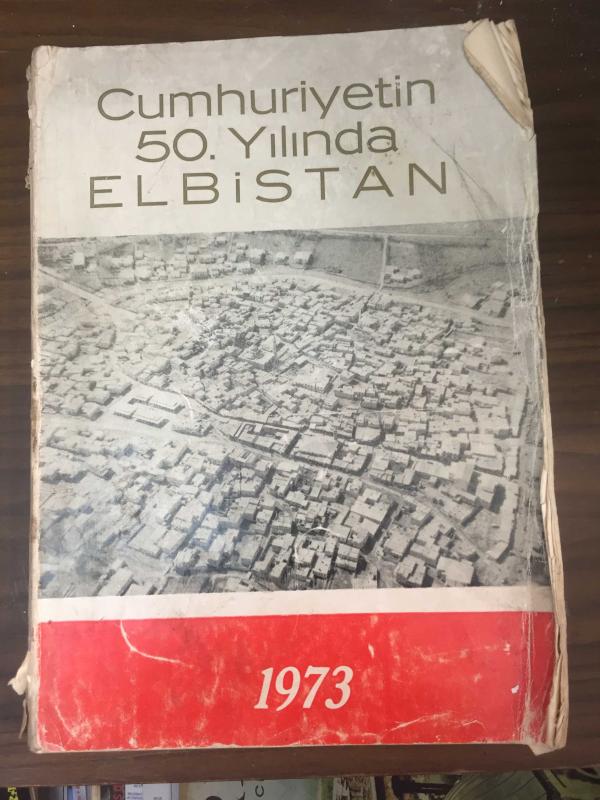 Cumhuriyetin
50. Yılında
ELBiSTAN
1973